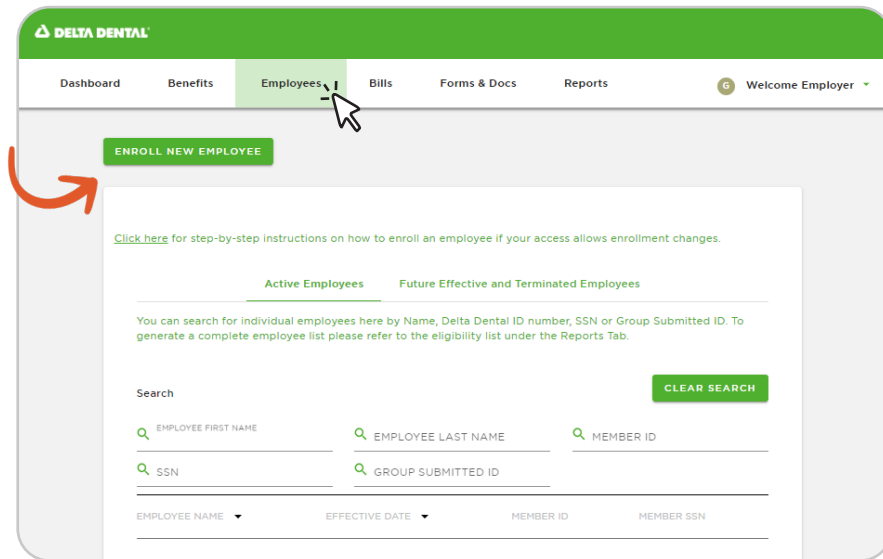 DELTA DENTAL
Dashboard Benefits Employees Bills Forms & Docs Reports G Welcome Employer
ENROLL NEW EMPLOYEE
Click here for step-by-step instructions on how to enroll an employee if your access allows enrollment changes.
Active Employees Future Effective and Terminated Employees
You can search for individual employees here by Name, Delta Dental ID number, SSN or Group Submitted ID. To
generate a complete employee list please refer to the eligibility list under the Reports Tab.
Search CLEAR SEARCH
EMPLOYEE FIRST NAME EMPLOYEE LAST NAME MEMBER ID
SSN GROUP SUBMITTED ID
EMPLOYEE NAME EFFECTIVE DATE MEMBER ID MEMBER SSN